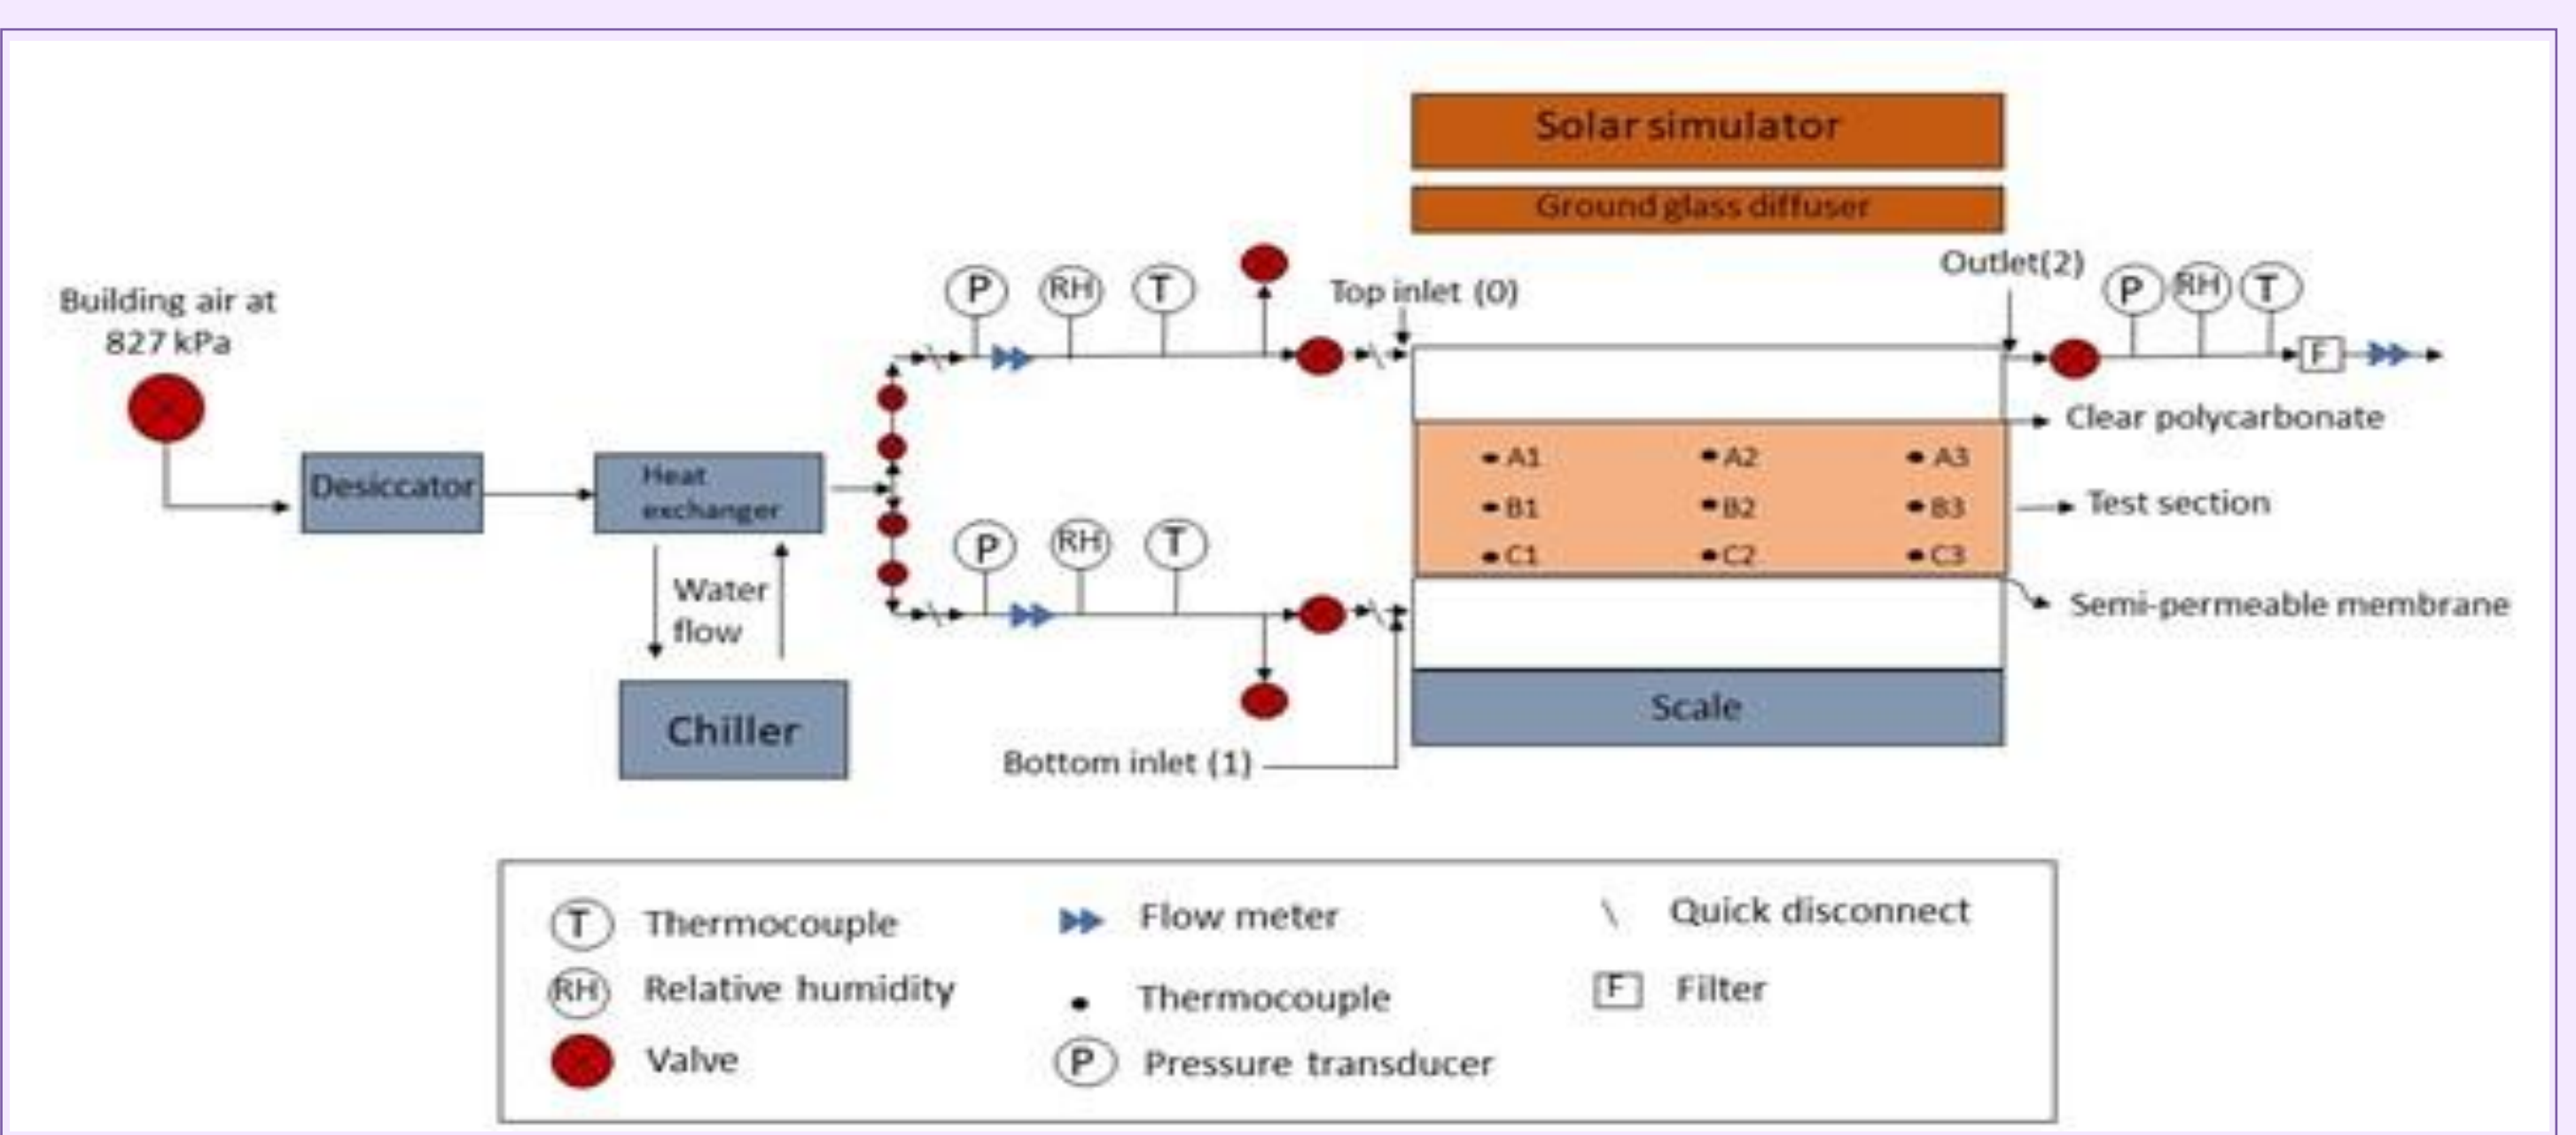 Solar simulator
Ground glass diffuser
Building air at
827 kPa
P RH T
Top inlet (0)
Outlet(2)
P RH T
F
Clear polycarbonate
Desiccator
Heat
exchanger
A1 A2 A3
B1 B2 B3
C1 C2 C3
Test section
P RH T
Water
flow
Semi-permeable membrane
Chiller
Scale
Bottom inlet (1)
T Thermocouple
Flow meter
Quick disconnect
RH Relative humidity
Thermocouple
F Filter
Valve
P Pressure transducer